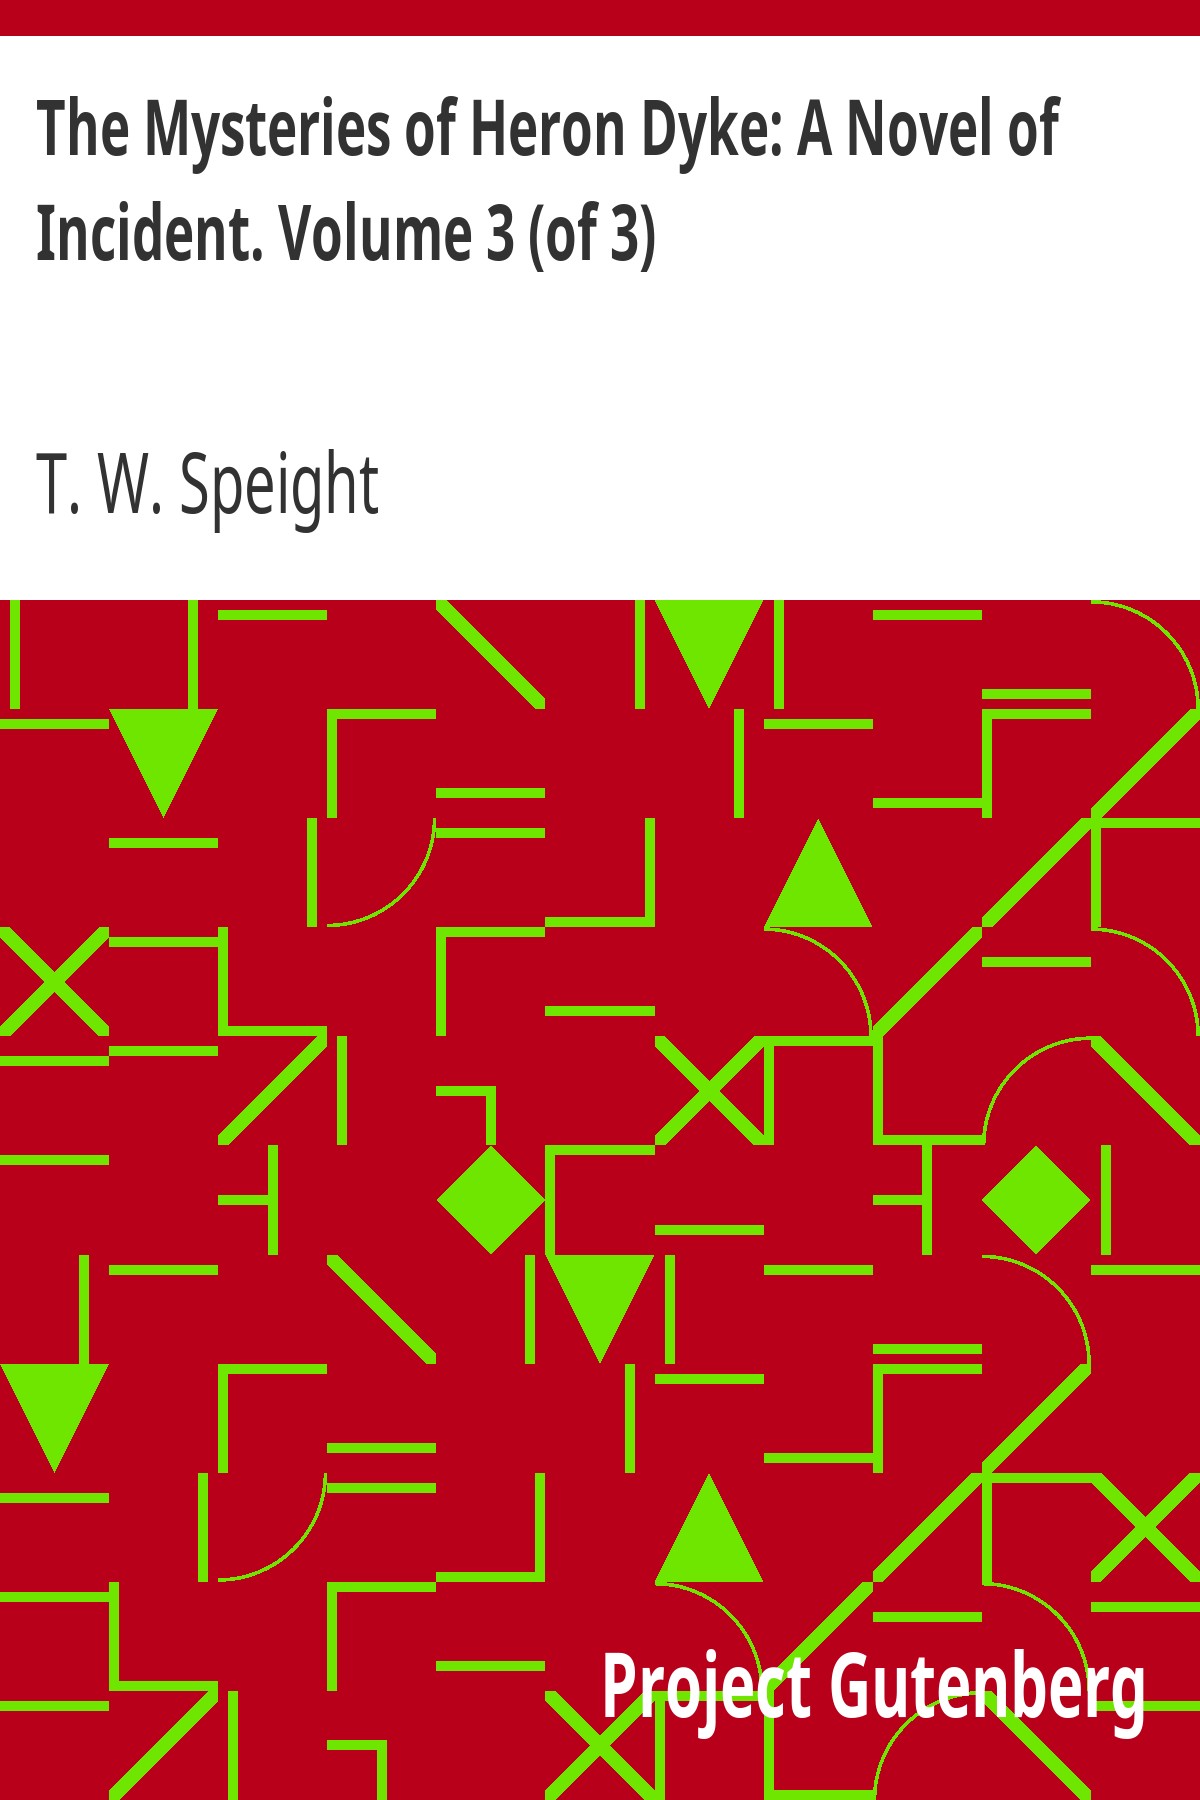 The Mysteries of Heron Dyke: A Novel of
Incident. Volume 3 (of 3)
T. W. Speight
Project Gutenberg